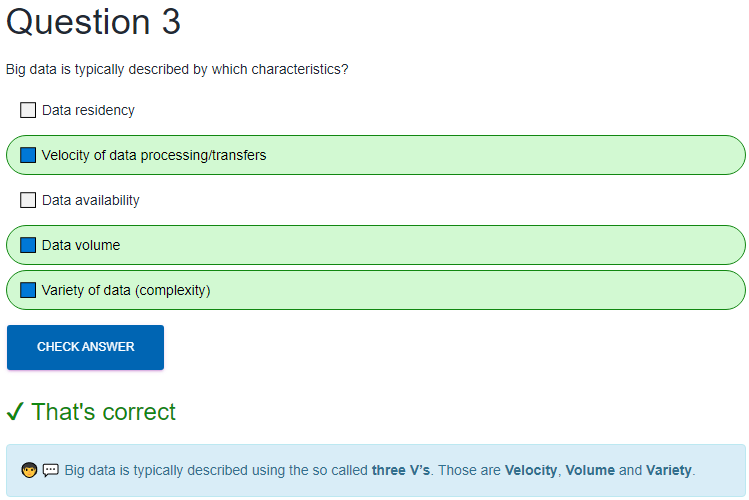 Question 3
Big data is typically described by which characteristics?
Data residency
Velocity of data processing/transfers
Data availability
Data volume
Variety of data (complexity)
CHECK ANSWER
✓ That's correct
Big data is typically described using the so called three V's. Those are Velocity, Volume and Variety.